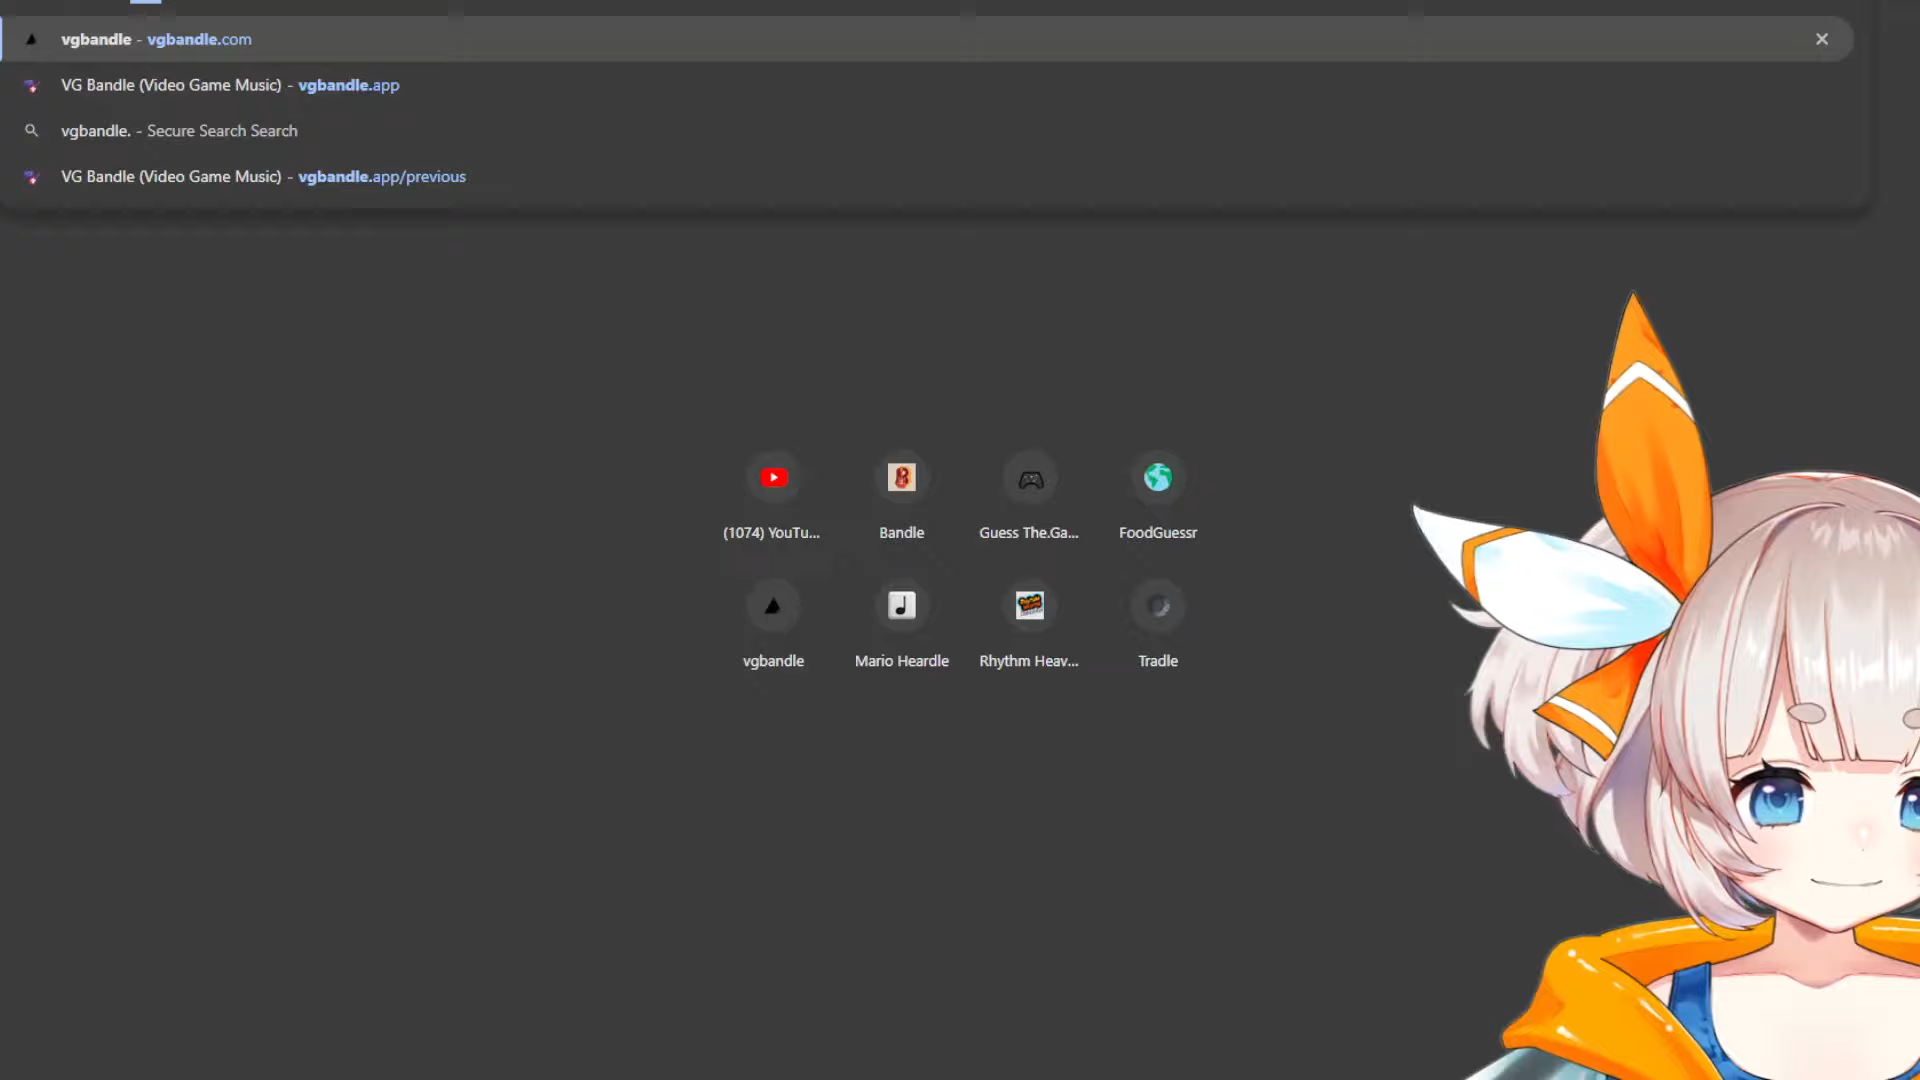 vgbandle - vgbandle.com
VG Bandle (Video Game Music) - vgbandle.app
vgbandle. - Secure Search Search
VG Bandle (Video Game Music) - vgbandle.app/previous
(1074) YouTu... Bandle Guess The.Ga... FoodGuessr
vgbandle Mario Heardle Rhythm Heav... Tradle